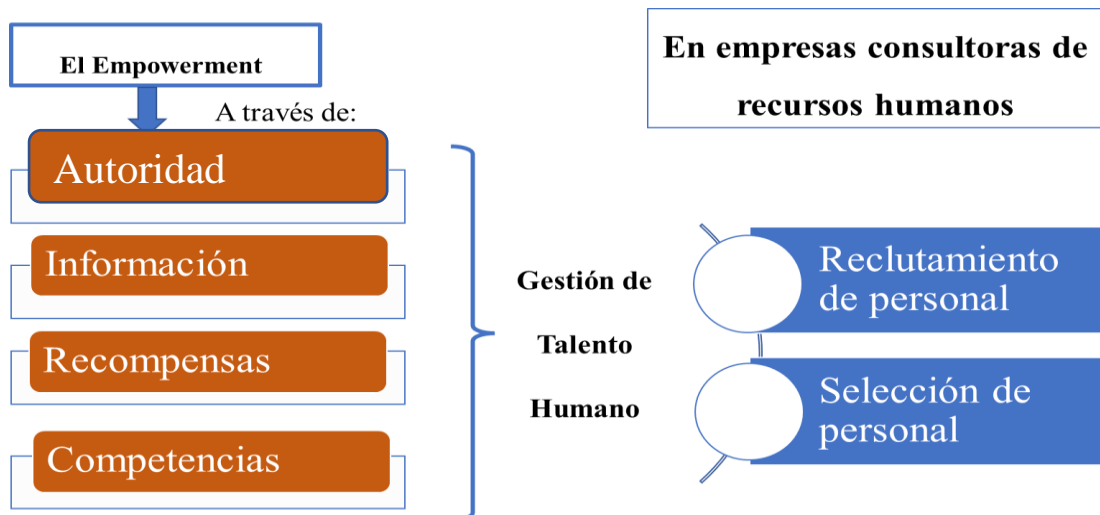 El Empowerment
A través de:
Autoridad
Información
Recompensas
Competencias
Gestión de
Talento
Humano
En empresas consultoras de
recursos humanos
Reclutamiento
de personal
Selección de
personal